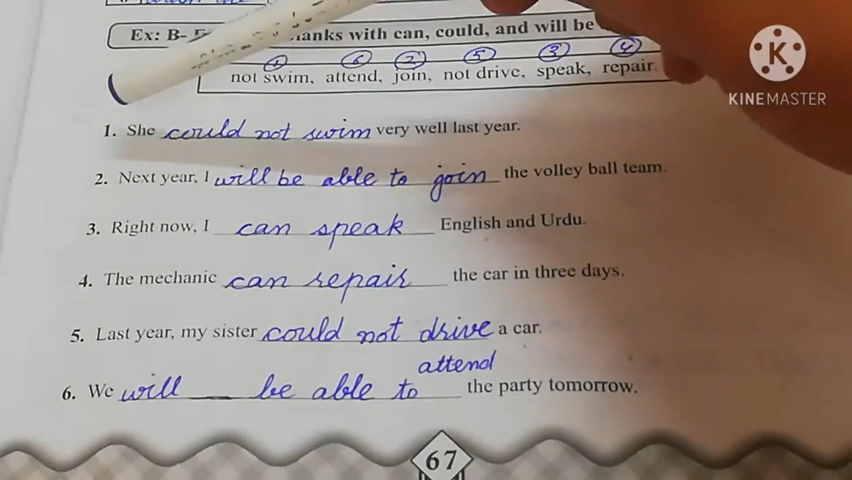 Ex: B- anks with can, could, and will be
1 6 2 5 3 4
not swim, attend, join, not drive, speak, repair
K
KINEMASTER
1. She could not swim very well last year.
2. Next year, I will be able to goin the volley ball team.
3. Right now, I can speak English and Urdu.
4. The mechanic can repair the car in three days.
5. Last year, my sister could not drive a car.
attend
6. We will be able to the party tomorrow.
67